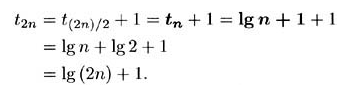 t_{2n} = t_{(2n)/2} + 1 = t_n + 1 = lg n + 1 + 1
= lg n + lg 2 + 1
= lg (2n) + 1.